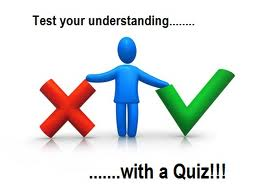 Test your understanding........
.......with a Quiz!!!